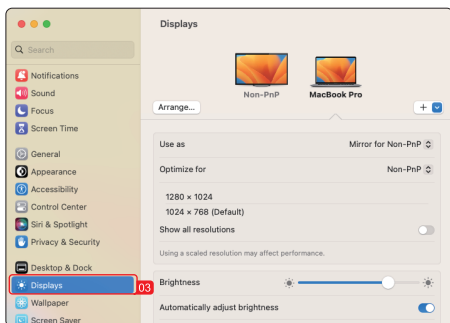 Displays
Search
Notifications
Sound
Focus
Screen Time
General
Appearance
Accessibility
Control Center
Siri & Spotlight
Privacy & Security
Desktop & Dock
Displays
03
Wallpaper
Screen Saver
Non-PnP
MacBook Pro
Arrange...
+
Use as
Mirror for Non-PnP
Optimize for
Non-PnP
1280 × 1024
1024 × 768 (Default)
Show all resolutions
Using a scaled resolution may affect performance.
Brightness
Automatically adjust brightness